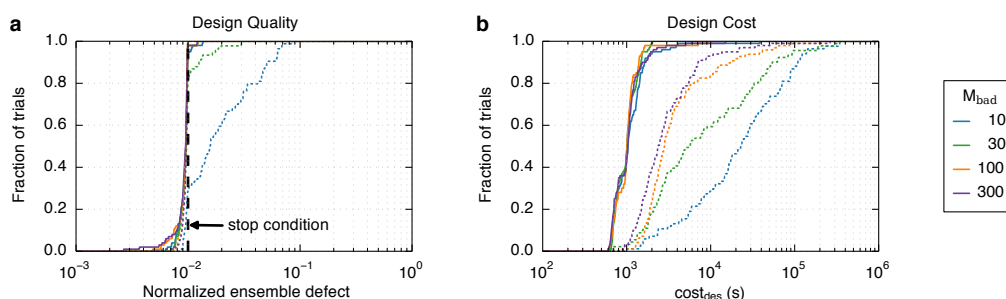 a
Design Quality
1.0
0.8
0.6
0.4
0.2
0.0
Fraction of trials
stop condition
10⁻³
10⁻²
10⁻¹
10⁰
Normalized ensemble defect
b
Design Cost
1.0
0.8
0.6
0.4
0.2
0.0
Fraction of trials
10²
10³
10⁴
10⁵
10⁶
cost_des (s)
M_bad
10
30
100
300